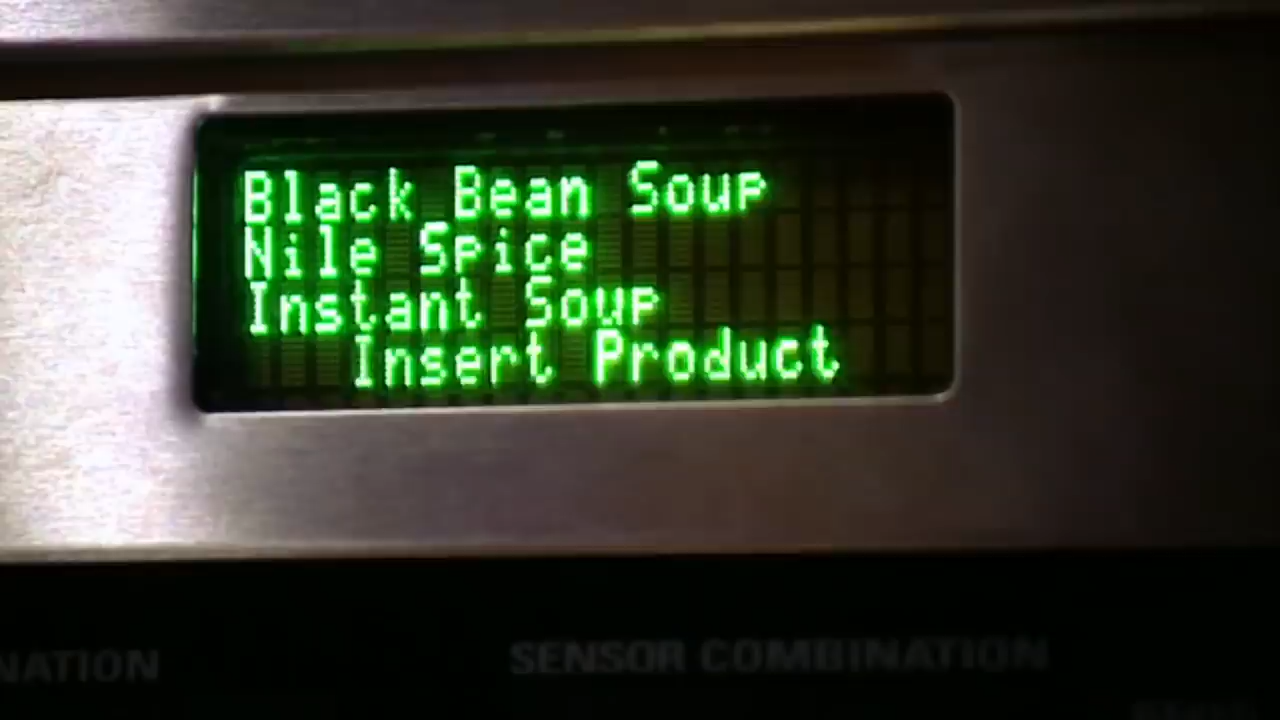 Black Bean Soup
Nile Spice
Instant Soup
Insert Product
NATION
SENSOR COMBINATION